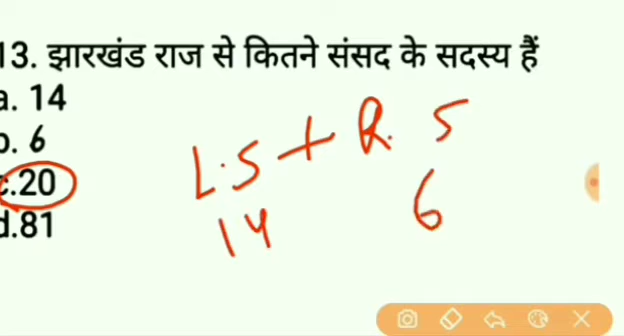 13. झारखंड राज से कितने संसद के सदस्य हैं
a. 14
b. 6
c.20
d.81
L.S + R. S
14 6